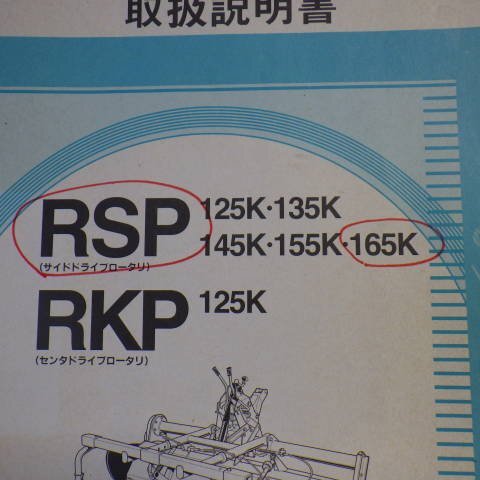 取扱説明書
RSP 125K·135K
145K·155K·165K
(サイドドライブロータリ)
RKP 125K
(センタドライブロータリ)